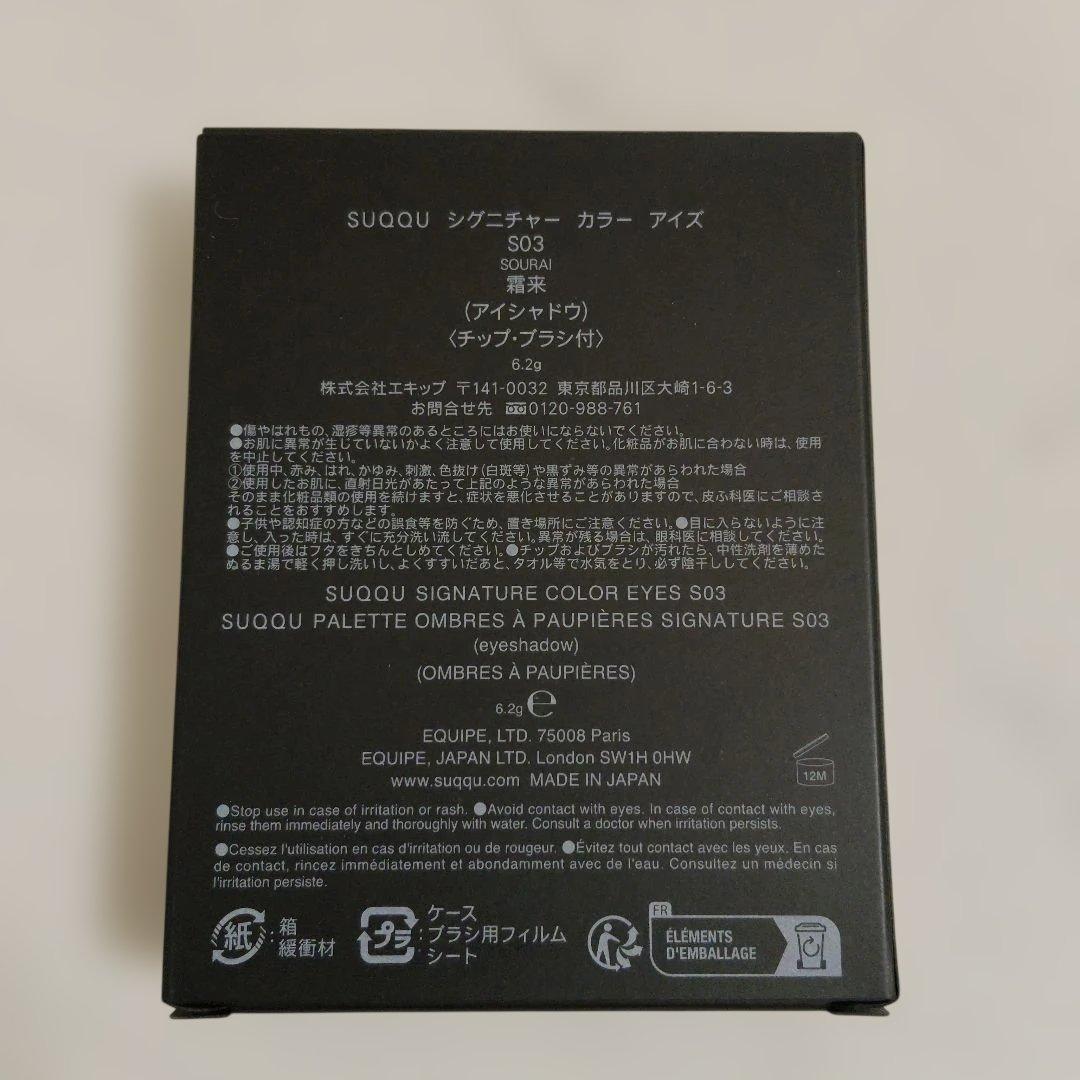 SUQQU シグニチャー カラー アイズ
S03
SOURAI
霜来
(アイシャドウ)
〈チップ・ブラシ付〉
6.2g
株式会社エキップ 〒141-0032 東京都品川区大崎1-6-3
お問合せ先 0120-988-761
●傷やはれもの、湿疹等異常のあるところにはお使いにならないでください。
●お肌に異常が生じていないかよく注意して使用してください。化粧品がお肌に合わない時は、使用
を中止してください。
①使用中、赤み、はれ、かゆみ、刺激、色抜け(白斑等)や黒ずみ等の異常があらわれた場合
②使用したお肌に、直射日光があたって上記のような異常があらわれた場合
そのまま化粧品類の使用を続けますと、症状を悪化させることがありますので、皮ふ科医にご相談さ
れることをおすすめします。
●子供や認知症の方などの誤食等を防ぐため、置き場所にご注意ください。●目に入らないように注
意し、入った時は、すぐに充分洗い流してください。異常が残る場合は、眼科医に相談してください。
●ご使用後はフタをきちんとしめてください。●チップおよびブラシが汚れたら、中性洗剤を薄めた
ぬるま湯で軽く押し洗いし、よくすすいだあと、タオル等で水気をとり、必ず陰干ししてください。
SUQQU SIGNATURE COLOR EYES S03
SUQQU PALETTE OMBRES À PAUPIÈRES SIGNATURE S03
(eyeshadow)
(OMBRES À PAUPIÈRES)
6.2g ℮
EQUIPE, LTD. 75008 Paris
EQUIPE, JAPAN LTD. London SW1H 0HW
www.suqqu.com MADE IN JAPAN
12M
●Stop use in case of irritation or rash. ●Avoid contact with eyes. In case of contact with eyes,
rinse them immediately and thoroughly with water. Consult a doctor when irritation persists.
●Cessez l'utilisation en cas d'irritation ou de rougeur. ●Évitez tout contact avec les yeux. En cas
de contact, rincez immédiatement et abondamment avec de l'eau. Consultez un médecin si
l'irritation persiste.
紙:箱
緩衝材
プラ:ケース
ブラシ用フィルム
シート
FR
ÉLÉMENTS
D'EMBALLAGE